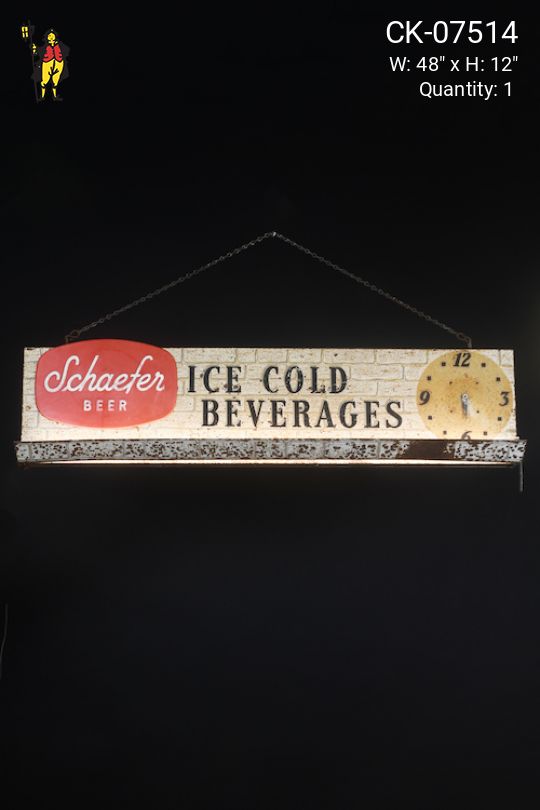 CK-07514
W: 48" x H: 12"
Quantity: 1
Schaefer
BEER
ICE COLD
BEVERAGES
12
9
3
6